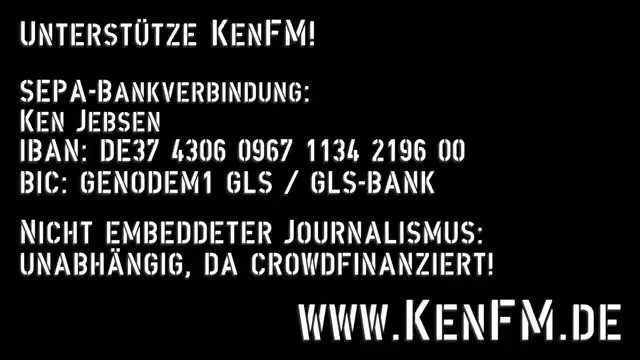 Unterstütze KenFM!
SEPA-Bankverbindung:
Ken Jebsen
IBAN: DE37 4306 0967 1134 2196 00
BIC: GENODEM1 GLS / GLS-BANK
Nicht embeddeter Journalismus:
unabhängig, da crowdfinanziert!
www.KenFM.de